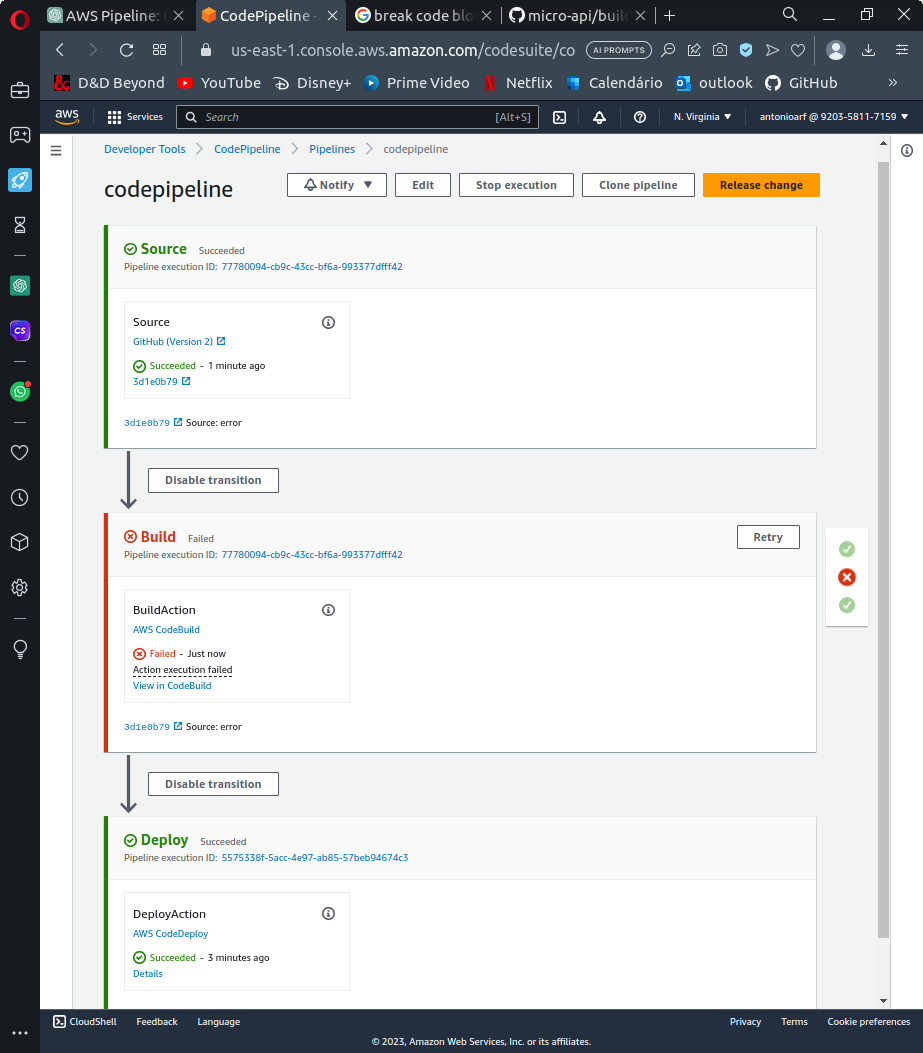 AWS Pipeline:
CodePipeline -
break code blo
micro-api/build
us-east-1.console.aws.amazon.com/codesuite/co
AI PROMPTS
D&D Beyond
YouTube
Disney+
Prime Video
Netflix
Calendário
outlook
GitHub
»
aws
Services
Search
[Alt+S]
N. Virginia
antonioarf @ 9203-5811-7159
Developer Tools
CodePipeline
Pipelines
codepipeline
codepipeline
Notify
Edit
Stop execution
Clone pipeline
Release change
Source Succeeded
Pipeline execution ID: 77780094-cb9c-43cc-bf6a-993377dfff42
Source
GitHub (Version 2)
Succeeded - 1 minute ago
3d1e0b79
3d1e0b79 Source: error
Disable transition
Build Failed
Retry
Pipeline execution ID: 77780094-cb9c-43cc-bf6a-993377dfff42
BuildAction
AWS CodeBuild
Failed - Just now
Action execution failed
View in CodeBuild
3d1e0b79 Source: error
Disable transition
Deploy Succeeded
Pipeline execution ID: 5575338f-5acc-4e97-ab85-57beb94674c3
DeployAction
AWS CodeDeploy
Succeeded - 3 minutes ago
Details
CS
CloudShell
Feedback
Language
Privacy
Terms
Cookie preferences
© 2023, Amazon Web Services, Inc. or its affiliates.